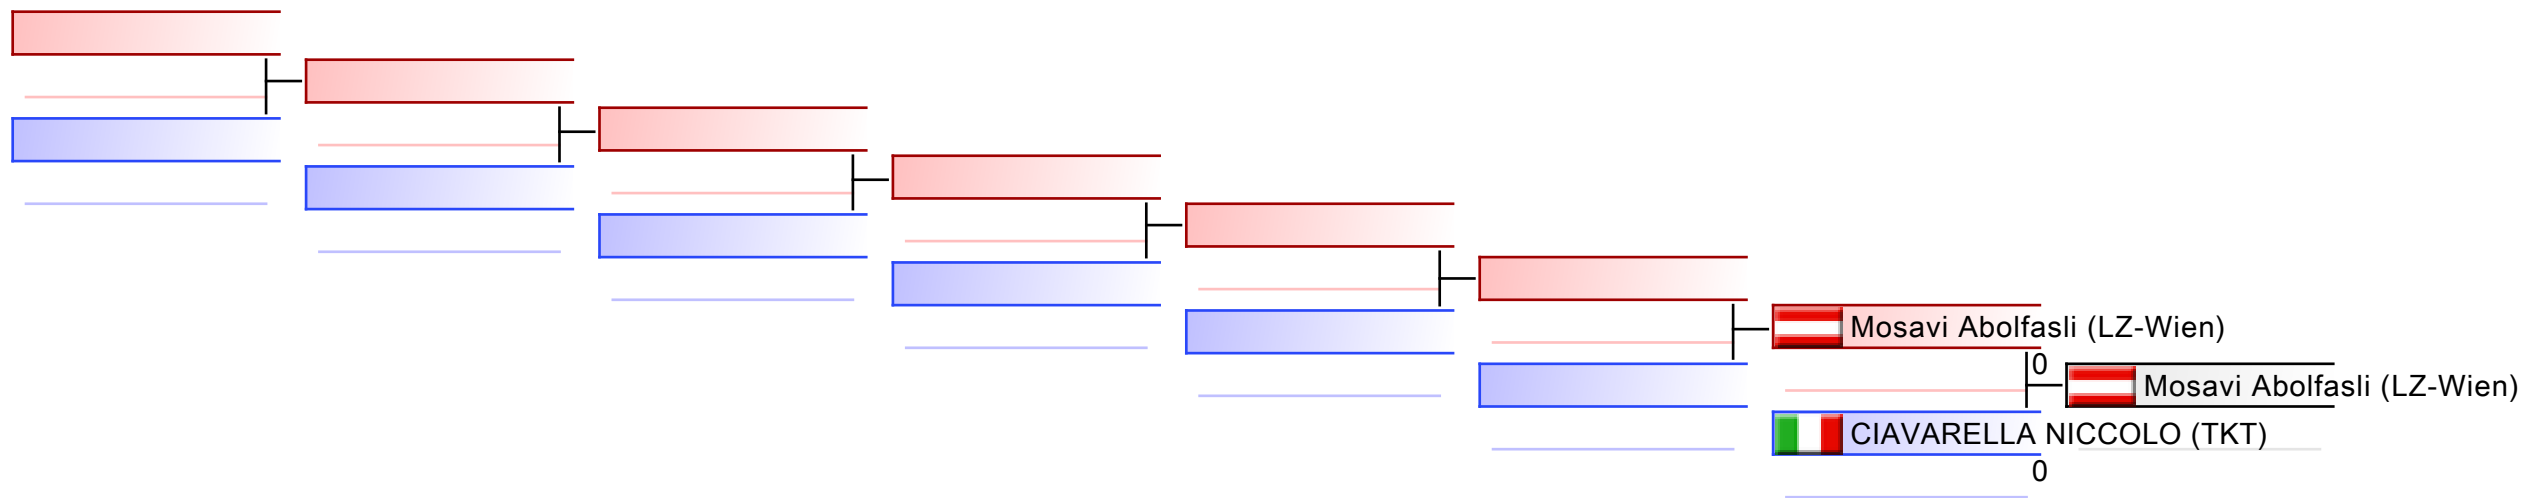 Mosavi Abolfasli (LZ-Wien)
0
Mosavi Abolfasli (LZ-Wien)
CIAVARELLA NICCOLO (TKT)
0